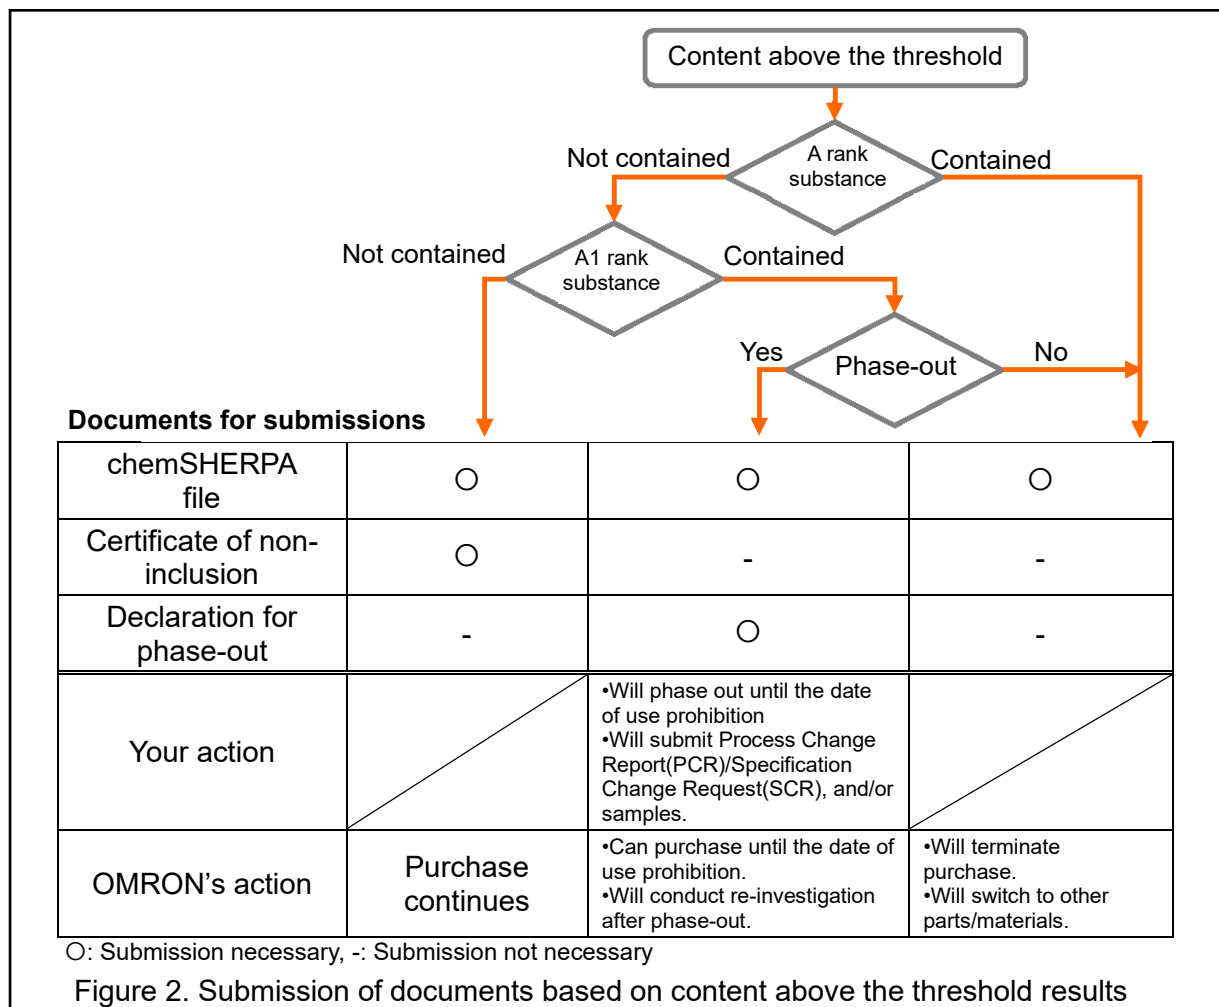 Content above the threshold
A rank
substance
Not contained
Contained
A1 rank
substance
Not contained
Contained
Phase-out
Yes
No
Documents for submissions
chemSHERPA
file
○
○
○
Certificate of non-
inclusion
○
-
-
Declaration for
phase-out
-
○
-
Your action
•Will phase out until the date
of use prohibition
•Will submit Process Change
Report(PCR)/Specification
Change Request(SCR), and/or
samples.
OMRON's action
Purchase
continues
•Can purchase until the date of
use prohibition.
•Will conduct re-investigation
after phase-out.
•Will terminate
purchase.
•Will switch to other
parts/materials.
○: Submission necessary, -: Submission not necessary
Figure 2. Submission of documents based on content above the threshold results